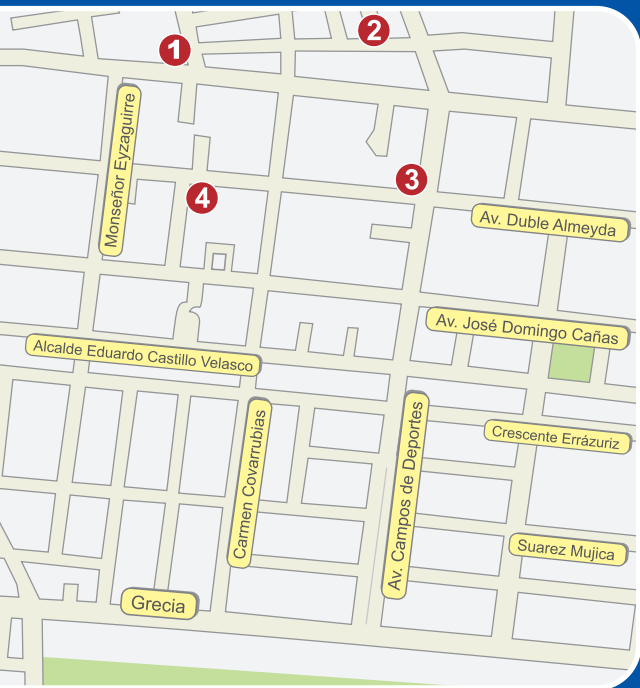 2
1
Monseñor Eyzaguirre
3
4
Av. Duble Almeyda
Av. José Domingo Cañas
Alcalde Eduardo Castillo Velasco
Carmen Covarrubias
Av. Campos de Deportes
Crescente Errázuriz
Suarez Mujica
Grecia